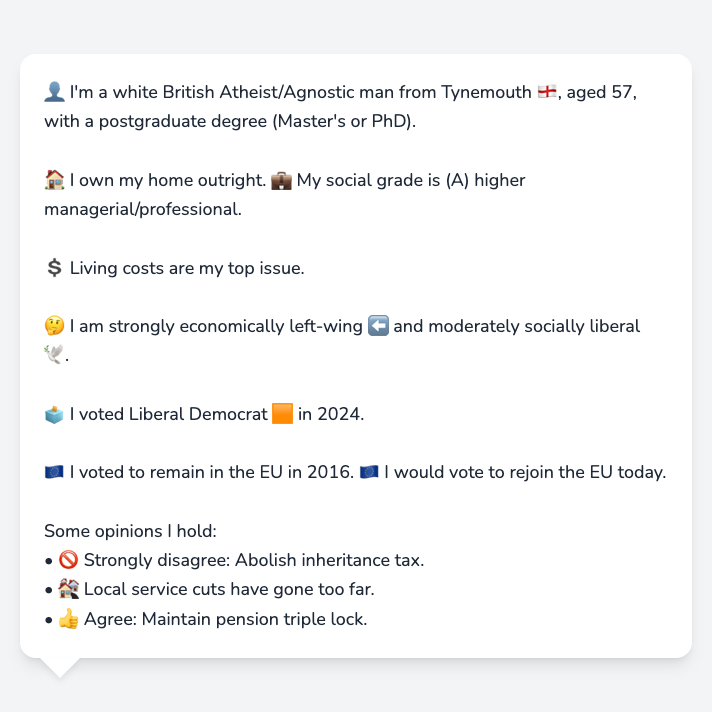 👤 I'm a white British Atheist/Agnostic man from Tynemouth 🏴󠁧󠁢󠁥󠁮󠁧󠁿, aged 57,
with a postgraduate degree (Master's or PhD).
🏠 I own my home outright. 💼 My social grade is (A) higher
managerial/professional.
💲 Living costs are my top issue.
🤔 I am strongly economically left-wing ⬅️ and moderately socially liberal
🕊️.
🗳️ I voted Liberal Democrat 🟧 in 2024.
🇪🇺 I voted to remain in the EU in 2016. 🇪🇺 I would vote to rejoin the EU today.
Some opinions I hold:
• 🚫 Strongly disagree: Abolish inheritance tax.
• 🏚️ Local service cuts have gone too far.
• 👍 Agree: Maintain pension triple lock.